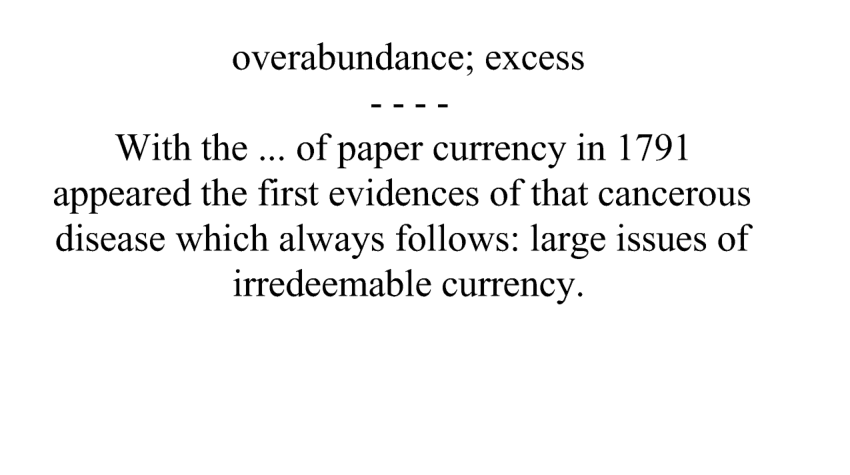 overabundance; excess
- - - -
With the ... of paper currency in 1791
appeared the first evidences of that cancerous
disease which always follows: large issues of
irredeemable currency.